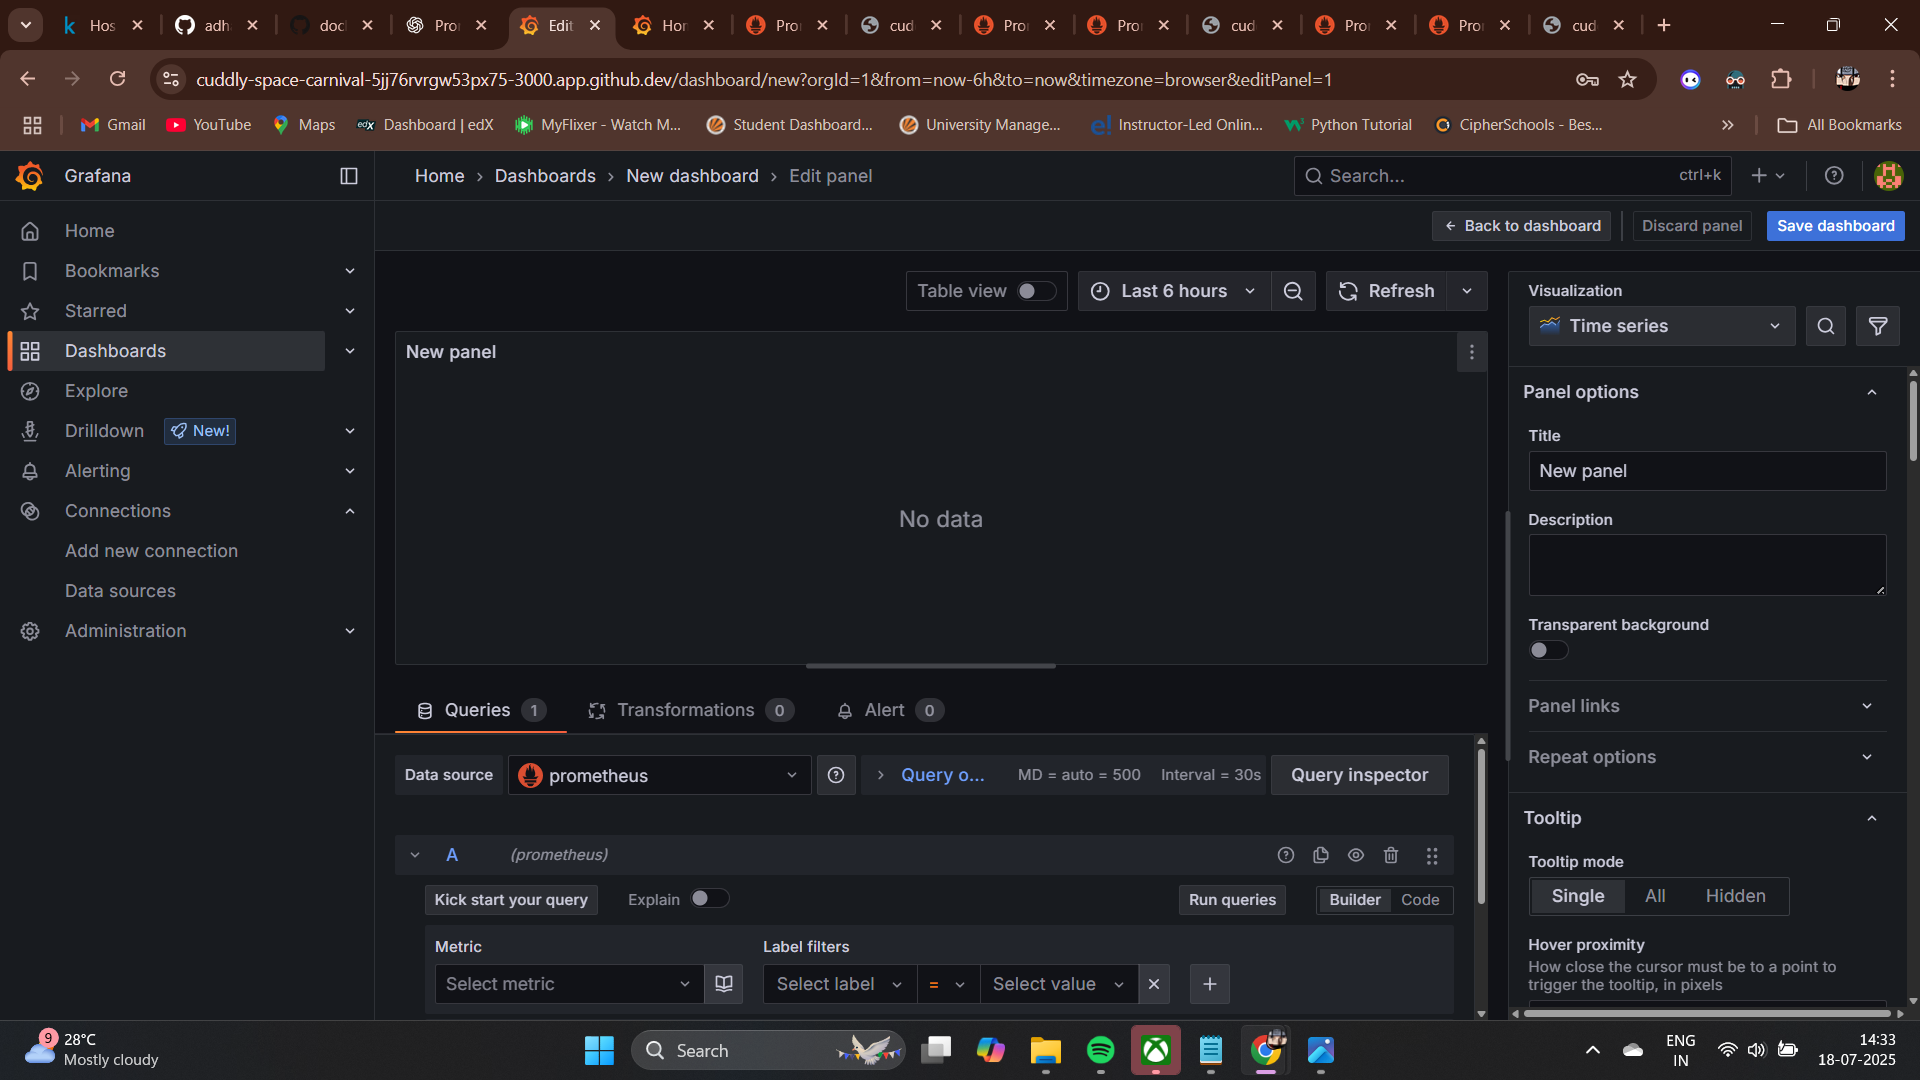 Hos
adh
doc
Pro
Edit
Hor
Pro
cud
Pro
Pro
cud
Pro
Pro
cud
cuddly-space-carnival-5jj76rvrgw53px75-3000.app.github.dev/dashboard/new?orgId=1&from=now-6h&to=now&timezone=browser&editPanel=1
Gmail
YouTube
Maps
edX
Dashboard | edX
MyFlixer - Watch M...
Student Dashboard...
University Manage...
e!
Instructor-Led Onlin...
Python Tutorial
CipherSchools - Bes...
All Bookmarks
Grafana
Home › Dashboards › New dashboard › Edit panel
Search...
ctrl+k
Back to dashboard
Discard panel
Save dashboard
Home
Bookmarks
Starred
Dashboards
Explore
Drilldown
New!
Alerting
Connections
Add new connection
Data sources
Administration
Table view
Last 6 hours
Refresh
New panel
No data
Queries 1
Transformations 0
Alert 0
Data source
prometheus
Query o...
MD = auto = 500
Interval = 30s
Query inspector
A
(prometheus)
Kick start your query
Explain
Run queries
Builder
Code
Metric
Label filters
Select metric
Select label
=
Select value
Visualization
Time series
Panel options
Title
New panel
Description
Transparent background
Panel links
Repeat options
Tooltip
Tooltip mode
Single
All
Hidden
Hover proximity
How close the cursor must be to a point to
trigger the tooltip, in pixels
9
28°C
Mostly cloudy
Search
ENG
IN
14:33
18-07-2025